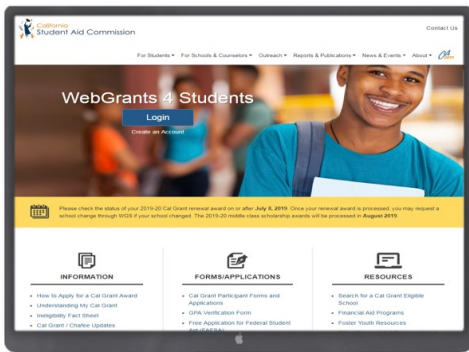 California
Student Aid Commission
Contact Us
For Students For Schools & Counselors Outreach Reports & Publications News & Events About CA
WebGrants 4 Students
Login
Create an Account
Please check the status of your 2019-20 Cal Grant renewal award on or after July 8, 2019. Once your renewal award is processed, you may request a
school change through WGS if your school changed. The 2019-20 middle class scholarship awards will be processed in August 2019.
INFORMATION
FORMS/APPLICATIONS
RESOURCES
• How to Apply for a Cal Grant Award
• Understanding My Cal Grant
• Ineligibility Fact Sheet
• Cal Grant / Chafee Updates
• Cal Grant Participant Forms and
Applications
• GPA Verification Form
• Free Application for Federal Student
Aid (FAFSA)
• Search for a Cal Grant Eligible
School
• Financial Aid Programs
• Foster Youth Resources